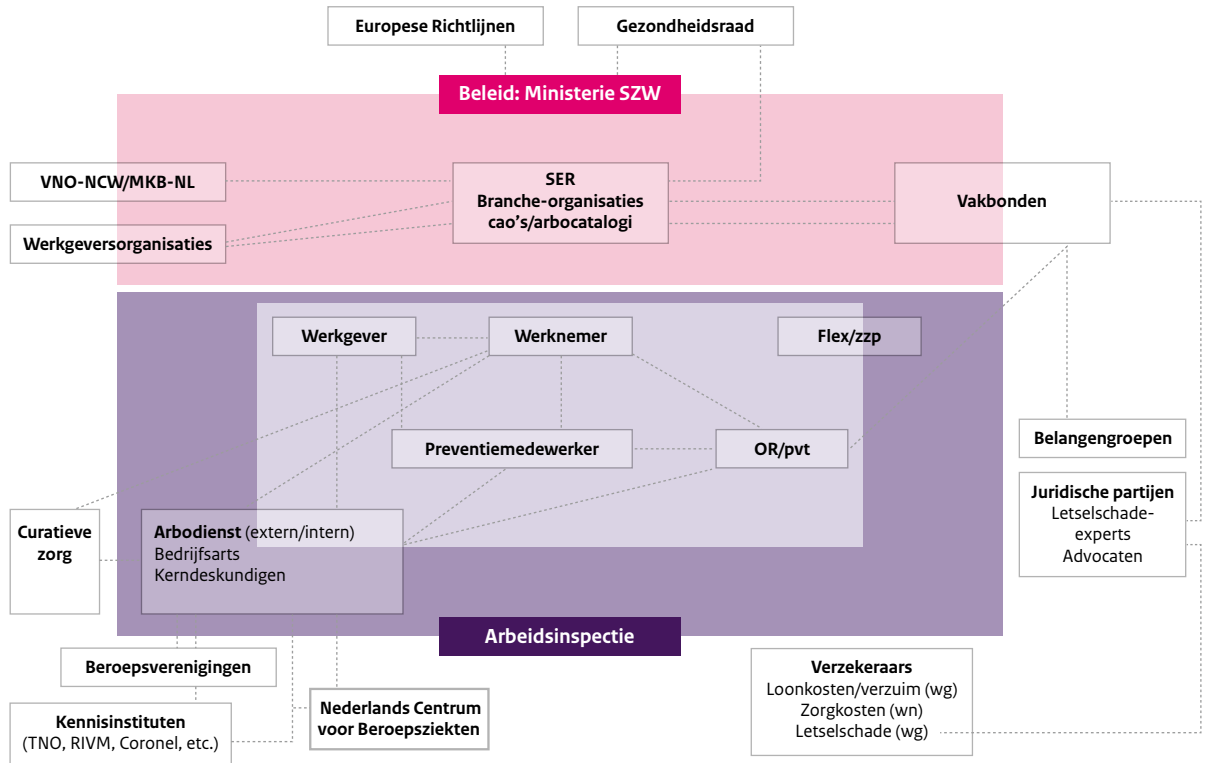 Europese Richtlijnen
Gezondheidsraad
Beleid: Ministerie SZW
VNO-NCW/MKB-NL
SER
Branche-organisaties
cao's/arbocatalogi
Vakbonden
Werkgeversorganisaties
Werkgever
Werknemer
Flex/zzp
Preventiemedewerker
OR/pvt
Belangengroepen
Juridische partijen
Letselschade-
experts
Advocaten
Curatieve
zorg
Arbodienst (extern/intern)
Bedrijfsarts
Kerndeskundigen
Arbeidsinspectie
Beroepsverenigingen
Kennisinstituten
(TNO, RIVM, Coronel, etc.)
Nederlands Centrum
voor Beroepsziekten
Verzekeraars
Loonkosten/verzuim (wg)
Zorgkosten (wn)
Letselschade (wg)